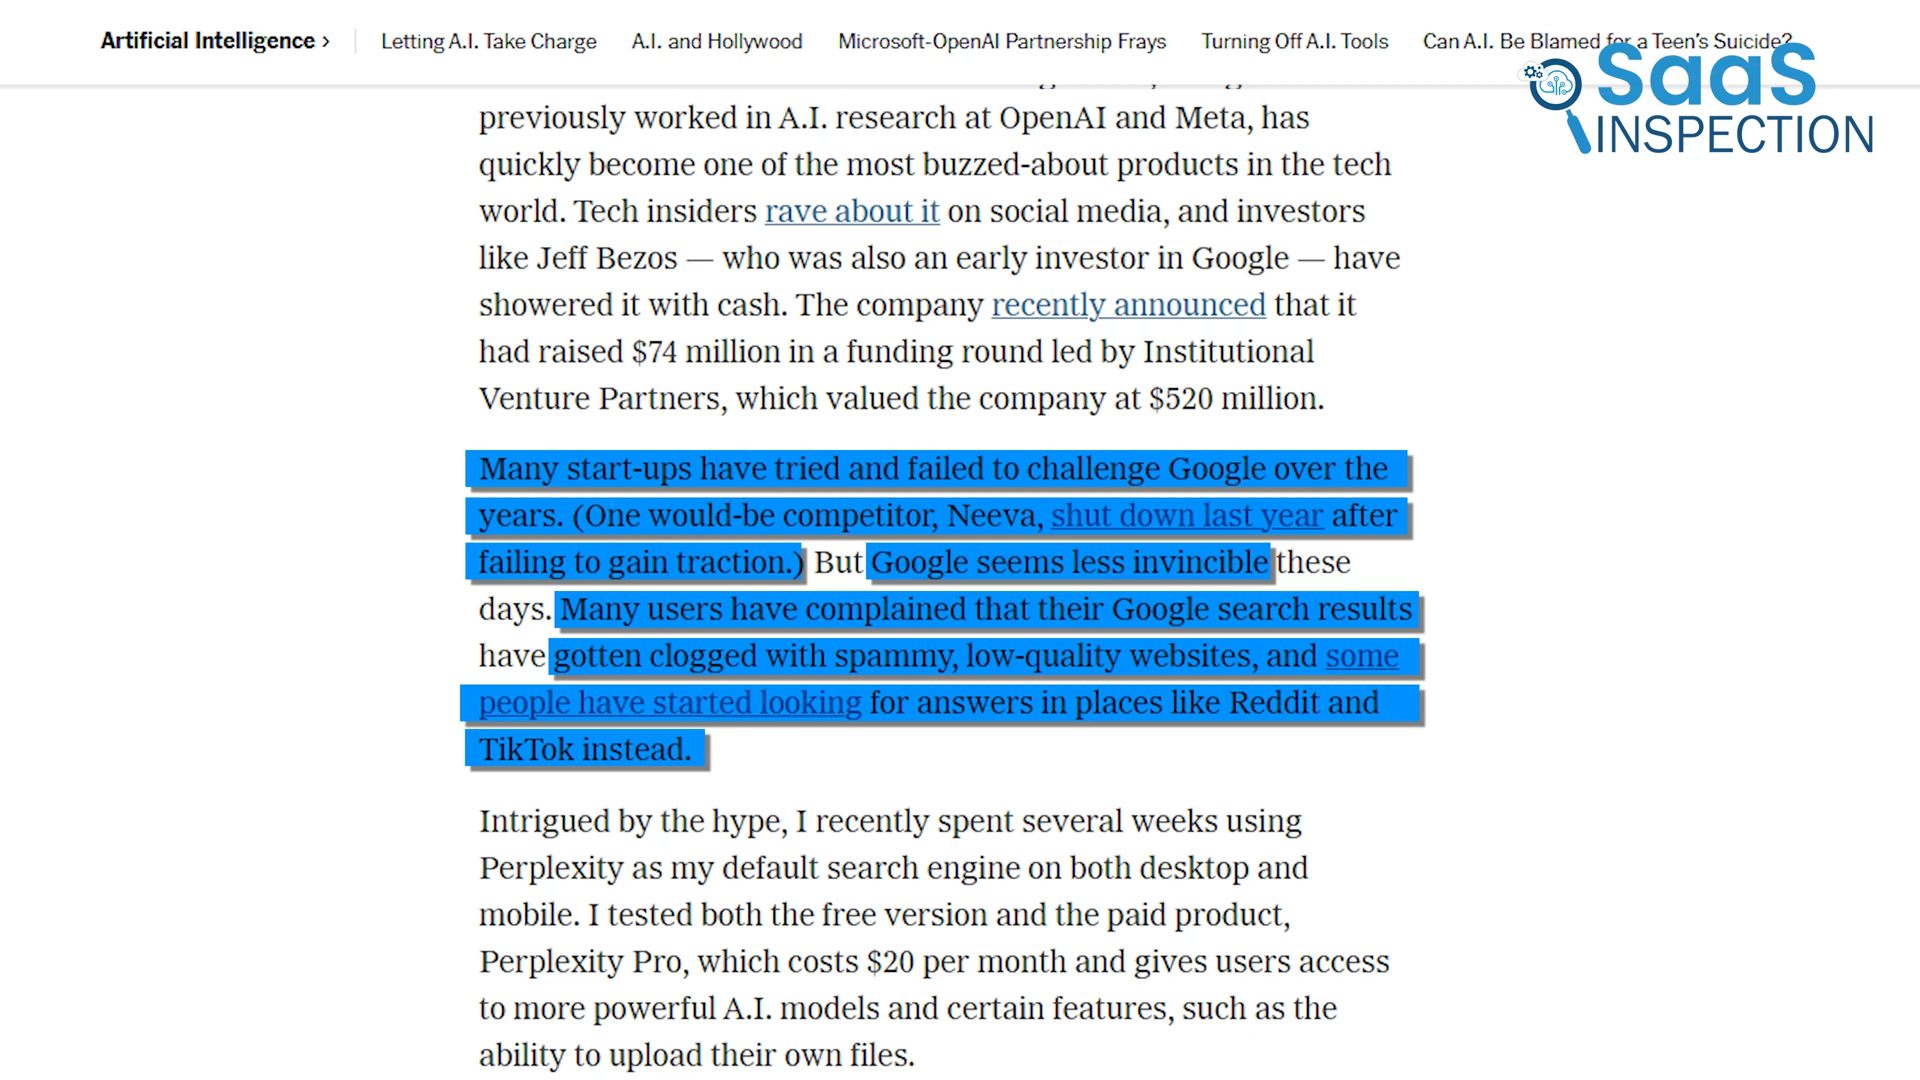 Artificial Intelligence › Letting A.I. Take Charge A.I. and Hollywood Microsoft-OpenAI Partnership Frays Turning Off A.I. Tools Can A.I. Be Blamed for a Teen's Suicide?
SaaS
INSPECTION
previously worked in A.I. research at OpenAI and Meta, has
quickly become one of the most buzzed-about products in the tech
world. Tech insiders rave about it on social media, and investors
like Jeff Bezos — who was also an early investor in Google — have
showered it with cash. The company recently announced that it
had raised $74 million in a funding round led by Institutional
Venture Partners, which valued the company at $520 million.
Many start-ups have tried and failed to challenge Google over the
years. (One would-be competitor, Neeva, shut down last year after
failing to gain traction.) But Google seems less invincible these
days. Many users have complained that their Google search results
have gotten clogged with spammy, low-quality websites, and some
people have started looking for answers in places like Reddit and
TikTok instead.
Intrigued by the hype, I recently spent several weeks using
Perplexity as my default search engine on both desktop and
mobile. I tested both the free version and the paid product,
Perplexity Pro, which costs $20 per month and gives users access
to more powerful A.I. models and certain features, such as the
ability to upload their own files.